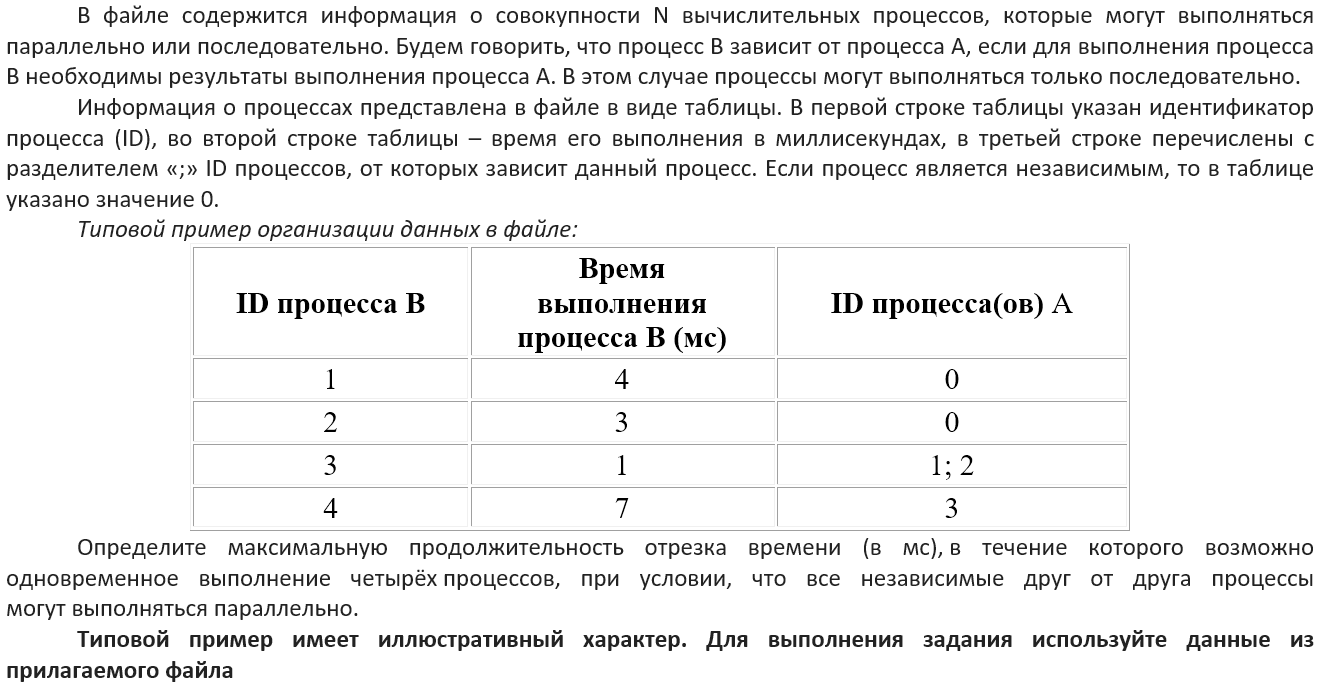 В файле содержится информация о совокупности N вычислительных процессов, которые могут выполняться
параллельно или последовательно. Будем говорить, что процесс B зависит от процесса A, если для выполнения процесса
B необходимы результаты выполнения процесса A. В этом случае процессы могут выполняться только последовательно.
Информация о процессах представлена в файле в виде таблицы. В первой строке таблицы указан идентификатор
процесса (ID), во второй строке таблицы – время его выполнения в миллисекундах, в третьей строке перечислены с
разделителем «;» ID процессов, от которых зависит данный процесс. Если процесс является независимым, то в таблице
указано значение 0.
Типовой пример организации данных в файле:
ID процесса B
Время
выполнения
процесса B (мс)
ID процесса(ов) A
1 4 0
2 3 0
3 1 1; 2
4 7 3
Определите максимальную продолжительность отрезка времени (в мс), в течение которого возможно
одновременное выполнение четырёх процессов, при условии, что все независимые друг от друга процессы
могут выполняться параллельно.
Типовой пример имеет иллюстративный характер. Для выполнения задания используйте данные из
прилагаемого файла